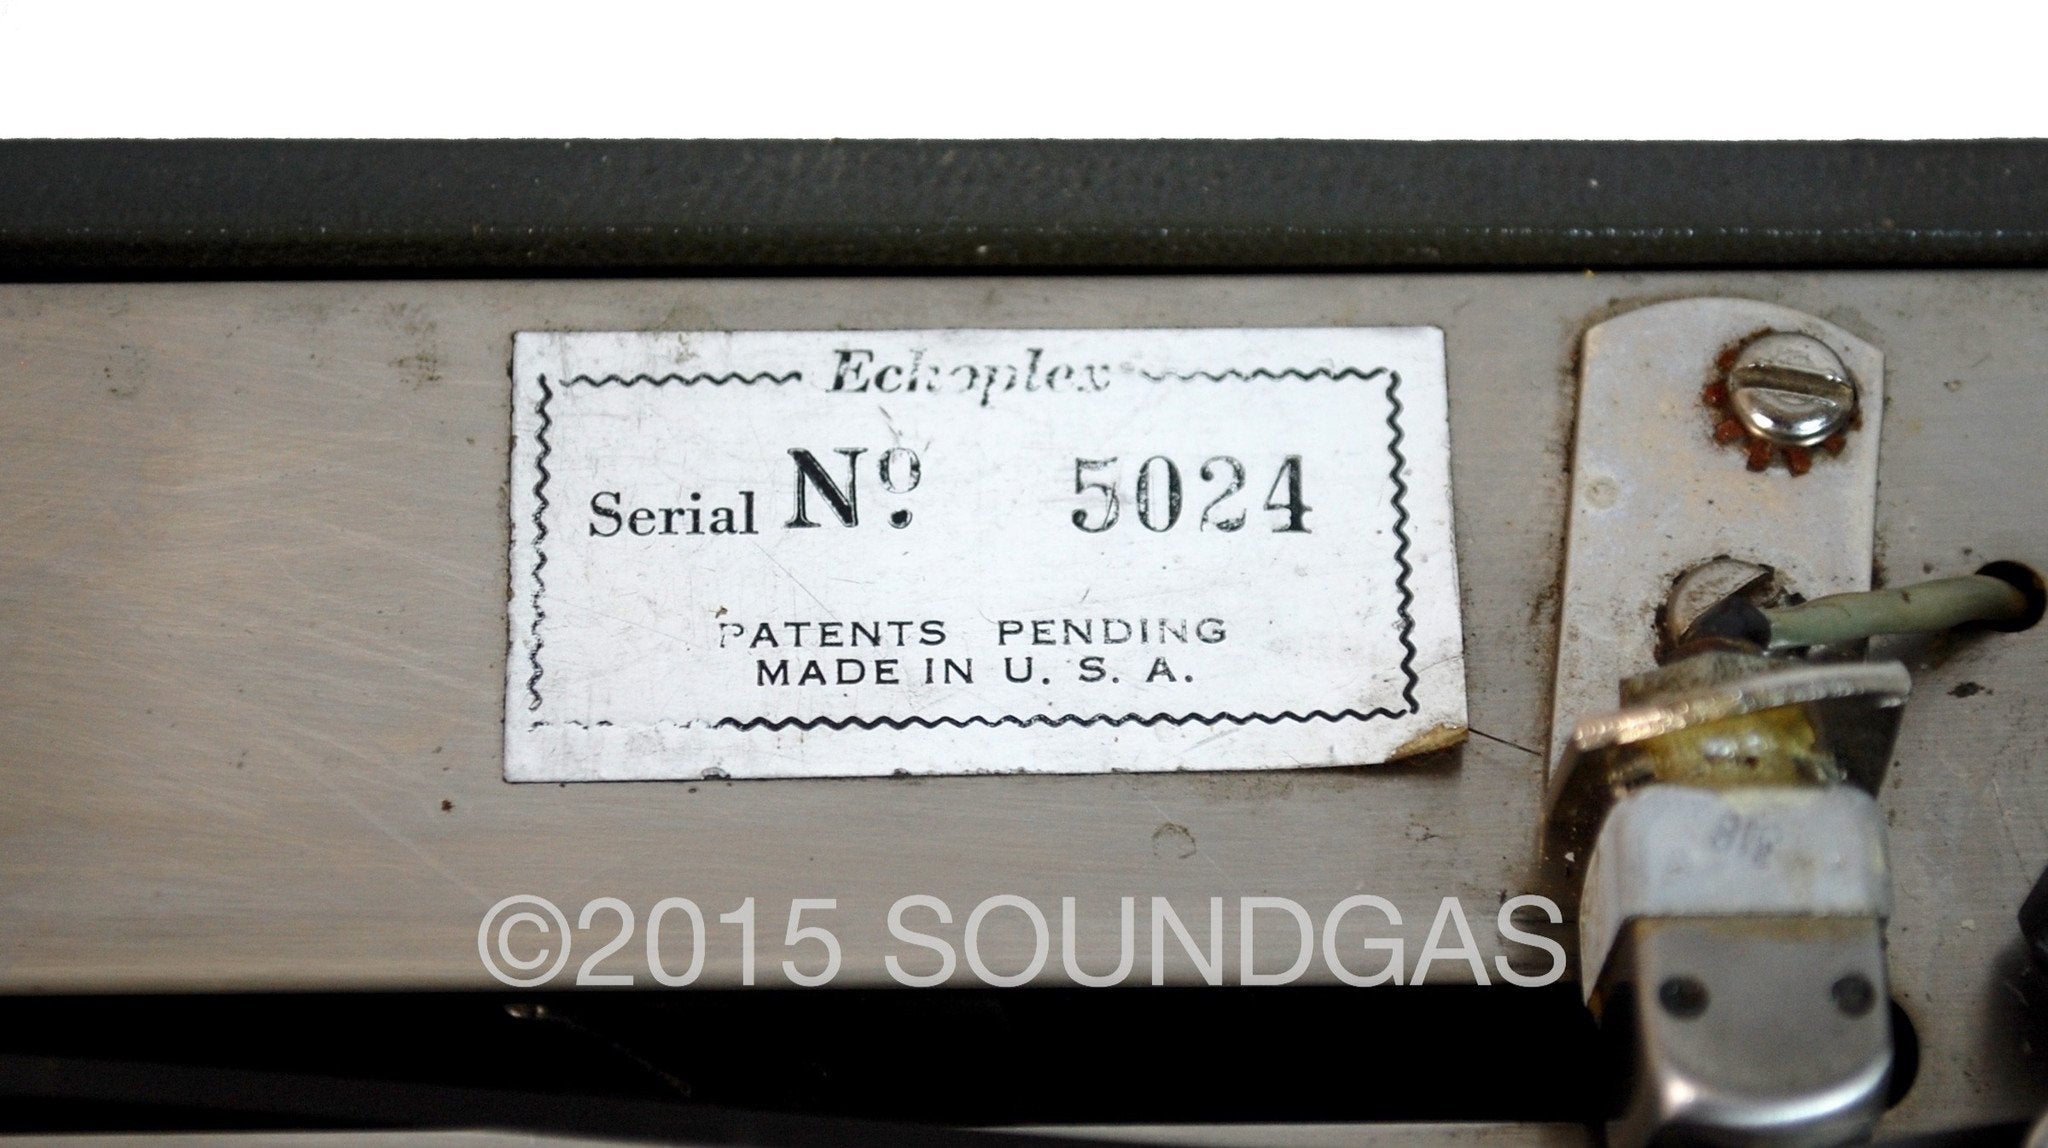 Echoplex
Serial Nº. 5024
PATENTS PENDING
MADE IN U. S. A.
©2015 SOUNDGAS